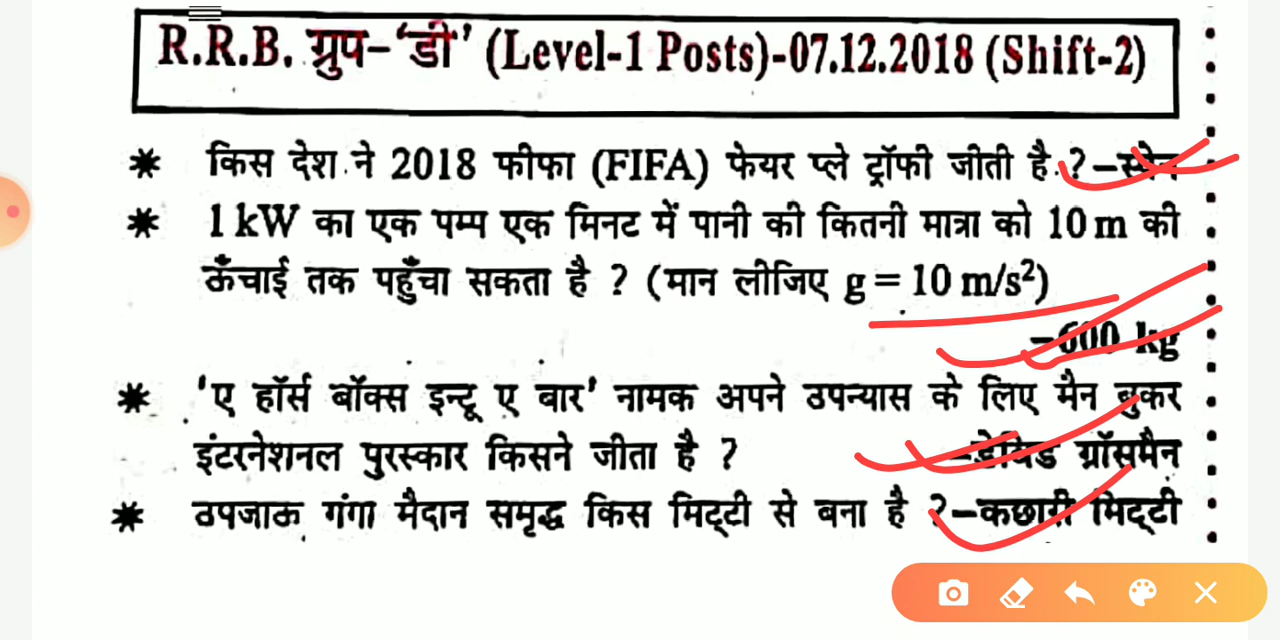 R.R.B. ग्रुप-‘डी’ (Level-1 Posts)-07.12.2018 (Shift-2)
* किस देश ने 2018 फीफा (FIFA) फेयर प्ले ट्रॉफी जीती है ?–स्पेन
* 1 kW का एक पम्प एक मिनट में पानी की कितनी मात्रा को 10 m की
ऊँचाई तक पहुँचा सकता है ? (मान लीजिए g = 10 m/s²)
–600 kg
* 'ए हॉर्स बॉक्स इन्टू ए बार' नामक अपने उपन्यास के लिए मैन बुकर
इंटरनेशनल पुरस्कार किसने जीता है ? –डेविड ग्रॉसमैन
* उपजाऊ गंगा मैदान समृद्ध किस मिट्टी से बना है ?–कछारी मिट्टी